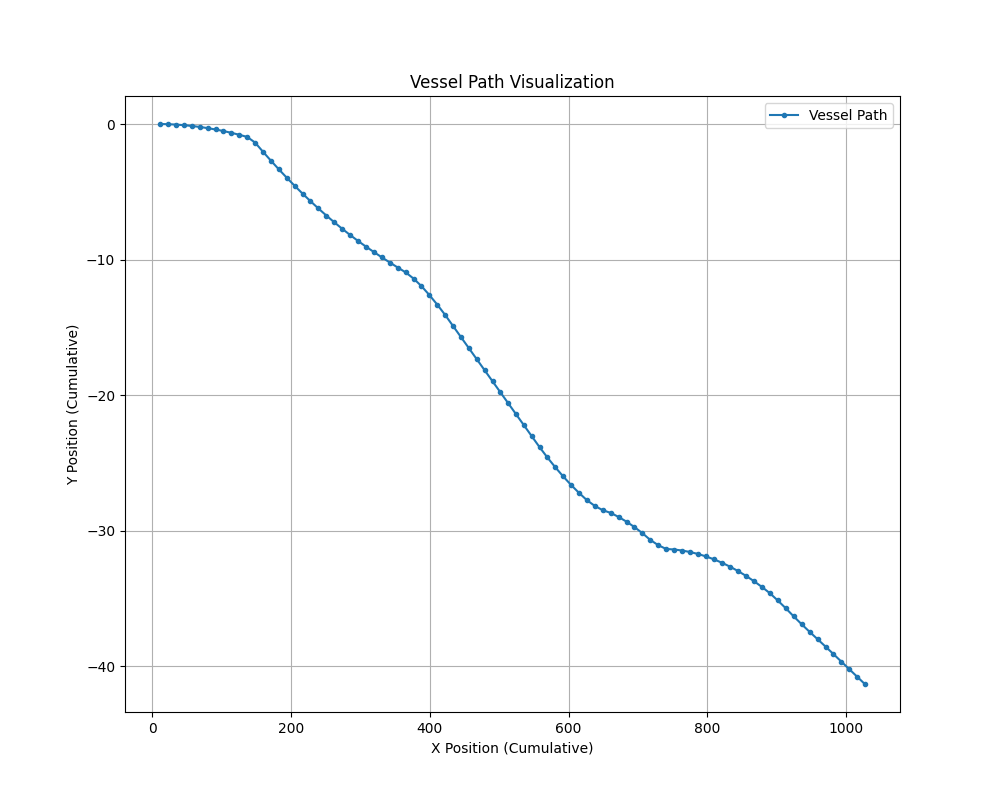 Vessel Path Visualization
Vessel Path
0
−10
−20
−30
−40
Y Position (Cumulative)
0 200 400 600 800 1000
X Position (Cumulative)